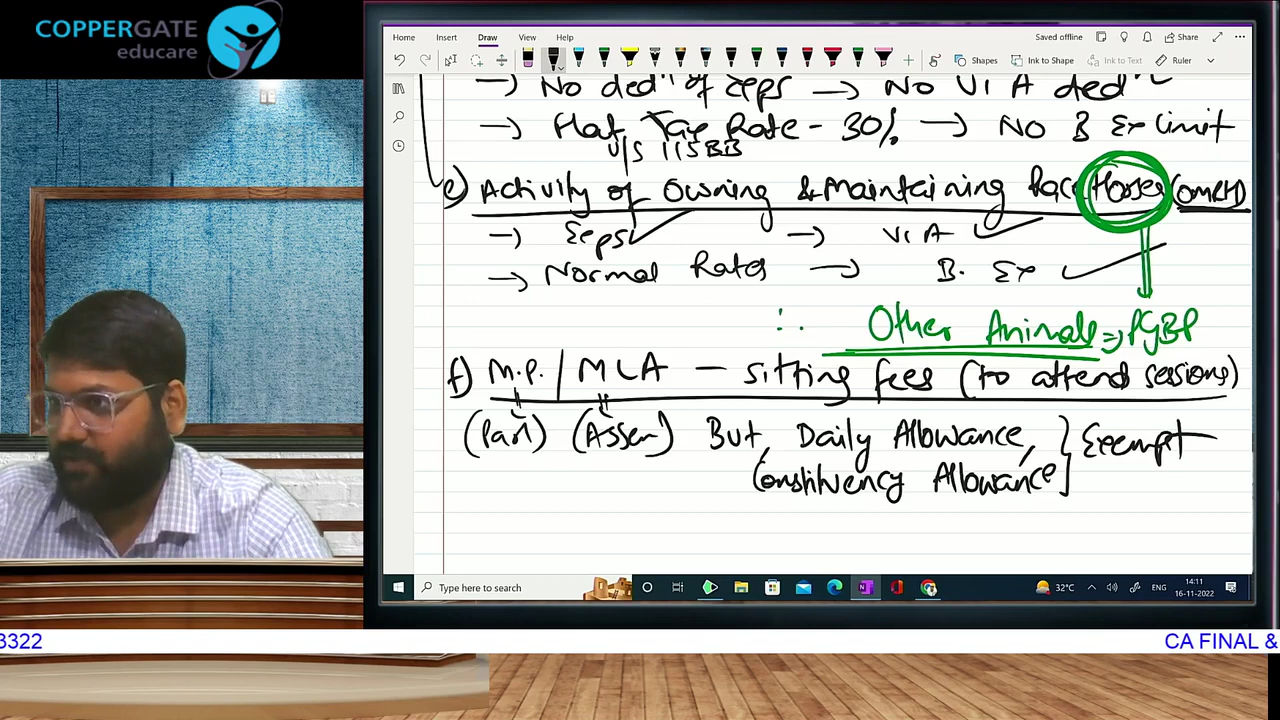 COPPERGATE
educare
Home Insert Draw View Help
Saved offline Share
Shapes Ink to Shape Ink to Text Ruler
→ No dedn of Exps → No VI A dedn
→ Flat Tax Rate - 30% → No B Ex limit
U/S 115BB
e) Activity of Owning & Maintaining Race Horses (OMRH)
→ Exps ✓ → VI A ✓
→ Normal Rates → B. Ex ✓
∴ Other Animals ⇒ PGBP
f) M.P. / MLA - Sitting fees (to attend sessions)
(Parl) (Assem) But, Daily Allowance, } Exempt
Constituency Allowance
Type here to search
32°C
ENG
14:11
16-11-2022
3322
CA FINAL &